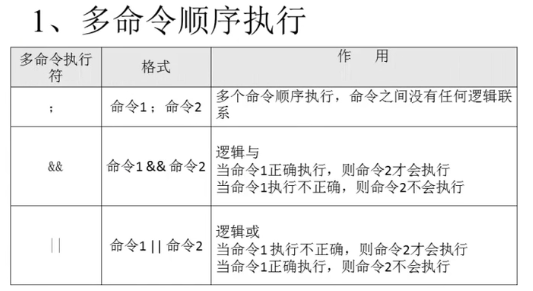 1、多命令顺序执行
多命令执行
符
格式
作 用
；
命令1 ；命令2
多个命令顺序执行，命令之间没有任何逻辑联
系
&&
命令1 && 命令2
逻辑与
当命令1正确执行，则命令2才会执行
当命令1执行不正确，则命令2不会执行
||
命令1 || 命令2
逻辑或
当命令1 执行不正确，则命令2才会执行
当命令1正确执行，则命令2不会执行